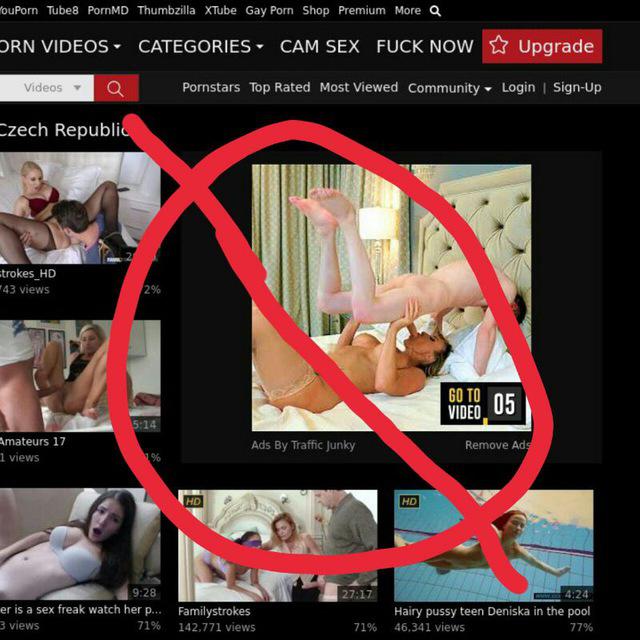 YouPorn Tube8 PornMD Thumbzilla XTube Gay Porn Shop Premium More
ORN VIDEOS CATEGORIES CAM SEX FUCK NOW Upgrade
Videos Pornstars Top Rated Most Viewed Community Login | Sign-Up
Czech Republic
strokes_HD
743 views 2%
GO TO
VIDEO 05
Ads By Traffic Junky Remove Ads
5:14
Amateurs 17
1 views 1%
HD HD
9:28 27:17 4:24
er is a sex freak watch her p... Familystrokes Hairy pussy teen Deniska in the pool
3 views 71% 142,771 views 71% 46,341 views 77%